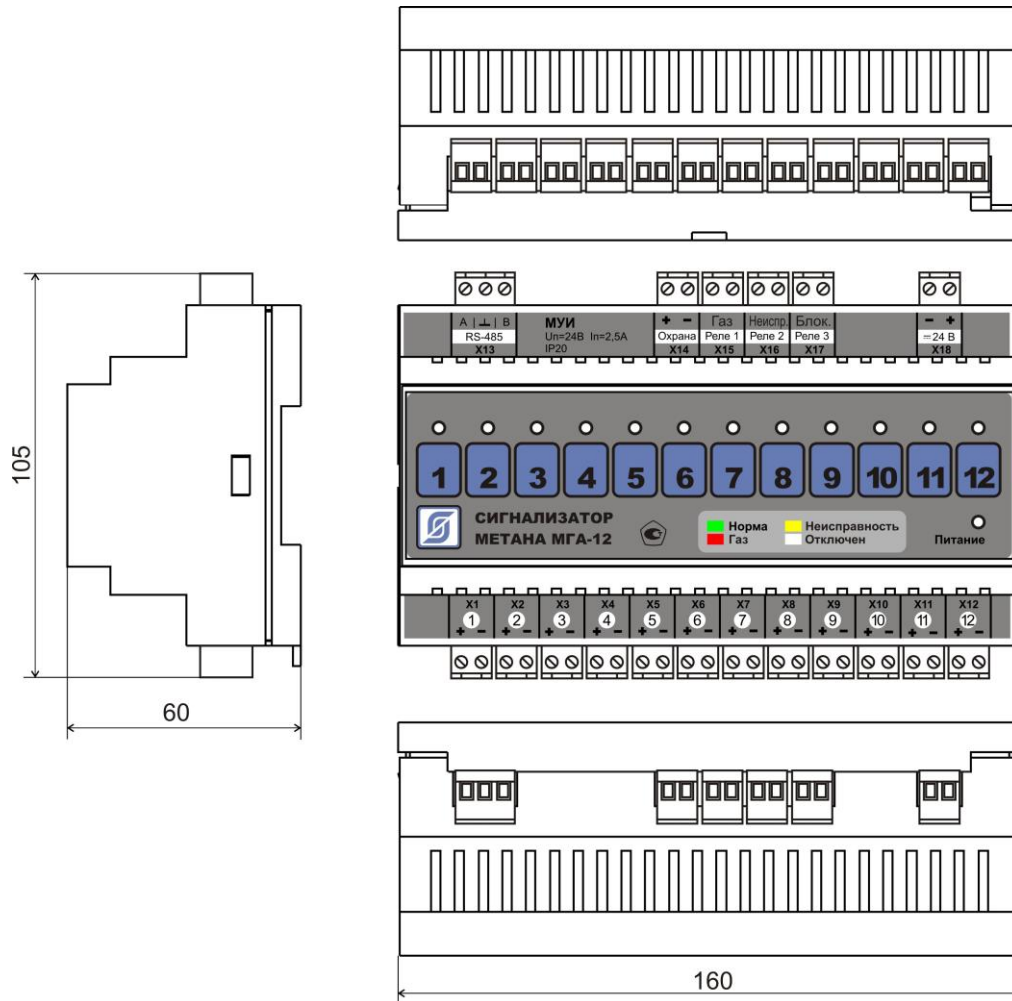 A | ⊥ | B
RS-485
X13
МУИ
Un=24В In=2,5А
IP20
+ −
Охрана
X14
Газ
Реле 1
X15
Неиспр.
Реле 2
X16
Блок.
Реле 3
X17
− +
=24 В
X18
1 2 3 4 5 6 7 8 9 10 11 12
СИГНАЛИЗАТОР
МЕТАНА МГА-12
Норма
Газ
Неисправность
Отключен
Питание
X1 X2 X3 X4 X5 X6 X7 X8 X9 X10 X11 X12
1 2 3 4 5 6 7 8 9 10 11 12
+ − + − + − + − + − + − + − + − + − + − + − + −
105
60
160